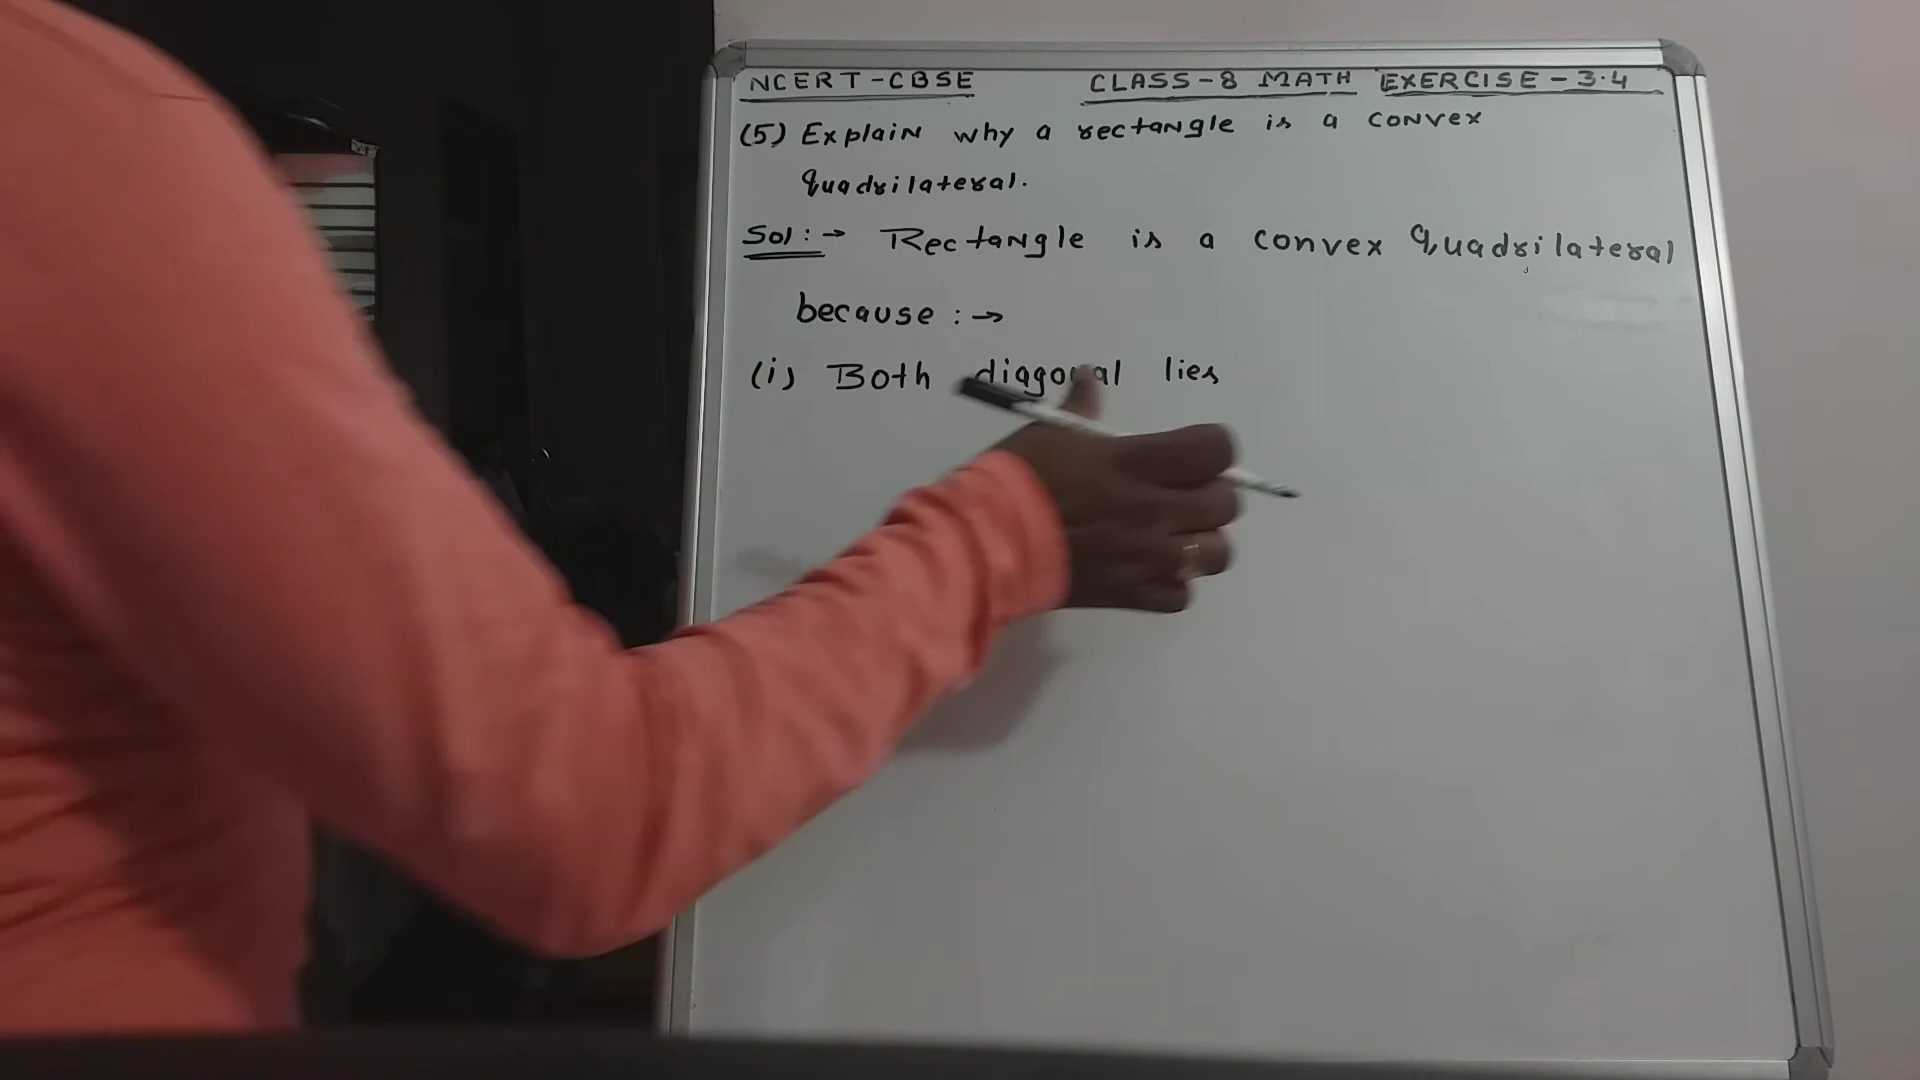 NCERT-CBSE CLASS-8 MATH EXERCISE-3.4
(5) Explain why a rectangle is a convex
quadrilateral.
Sol:→ Rectangle is a convex quadrilateral
because:→
(i) Both diagonal lies